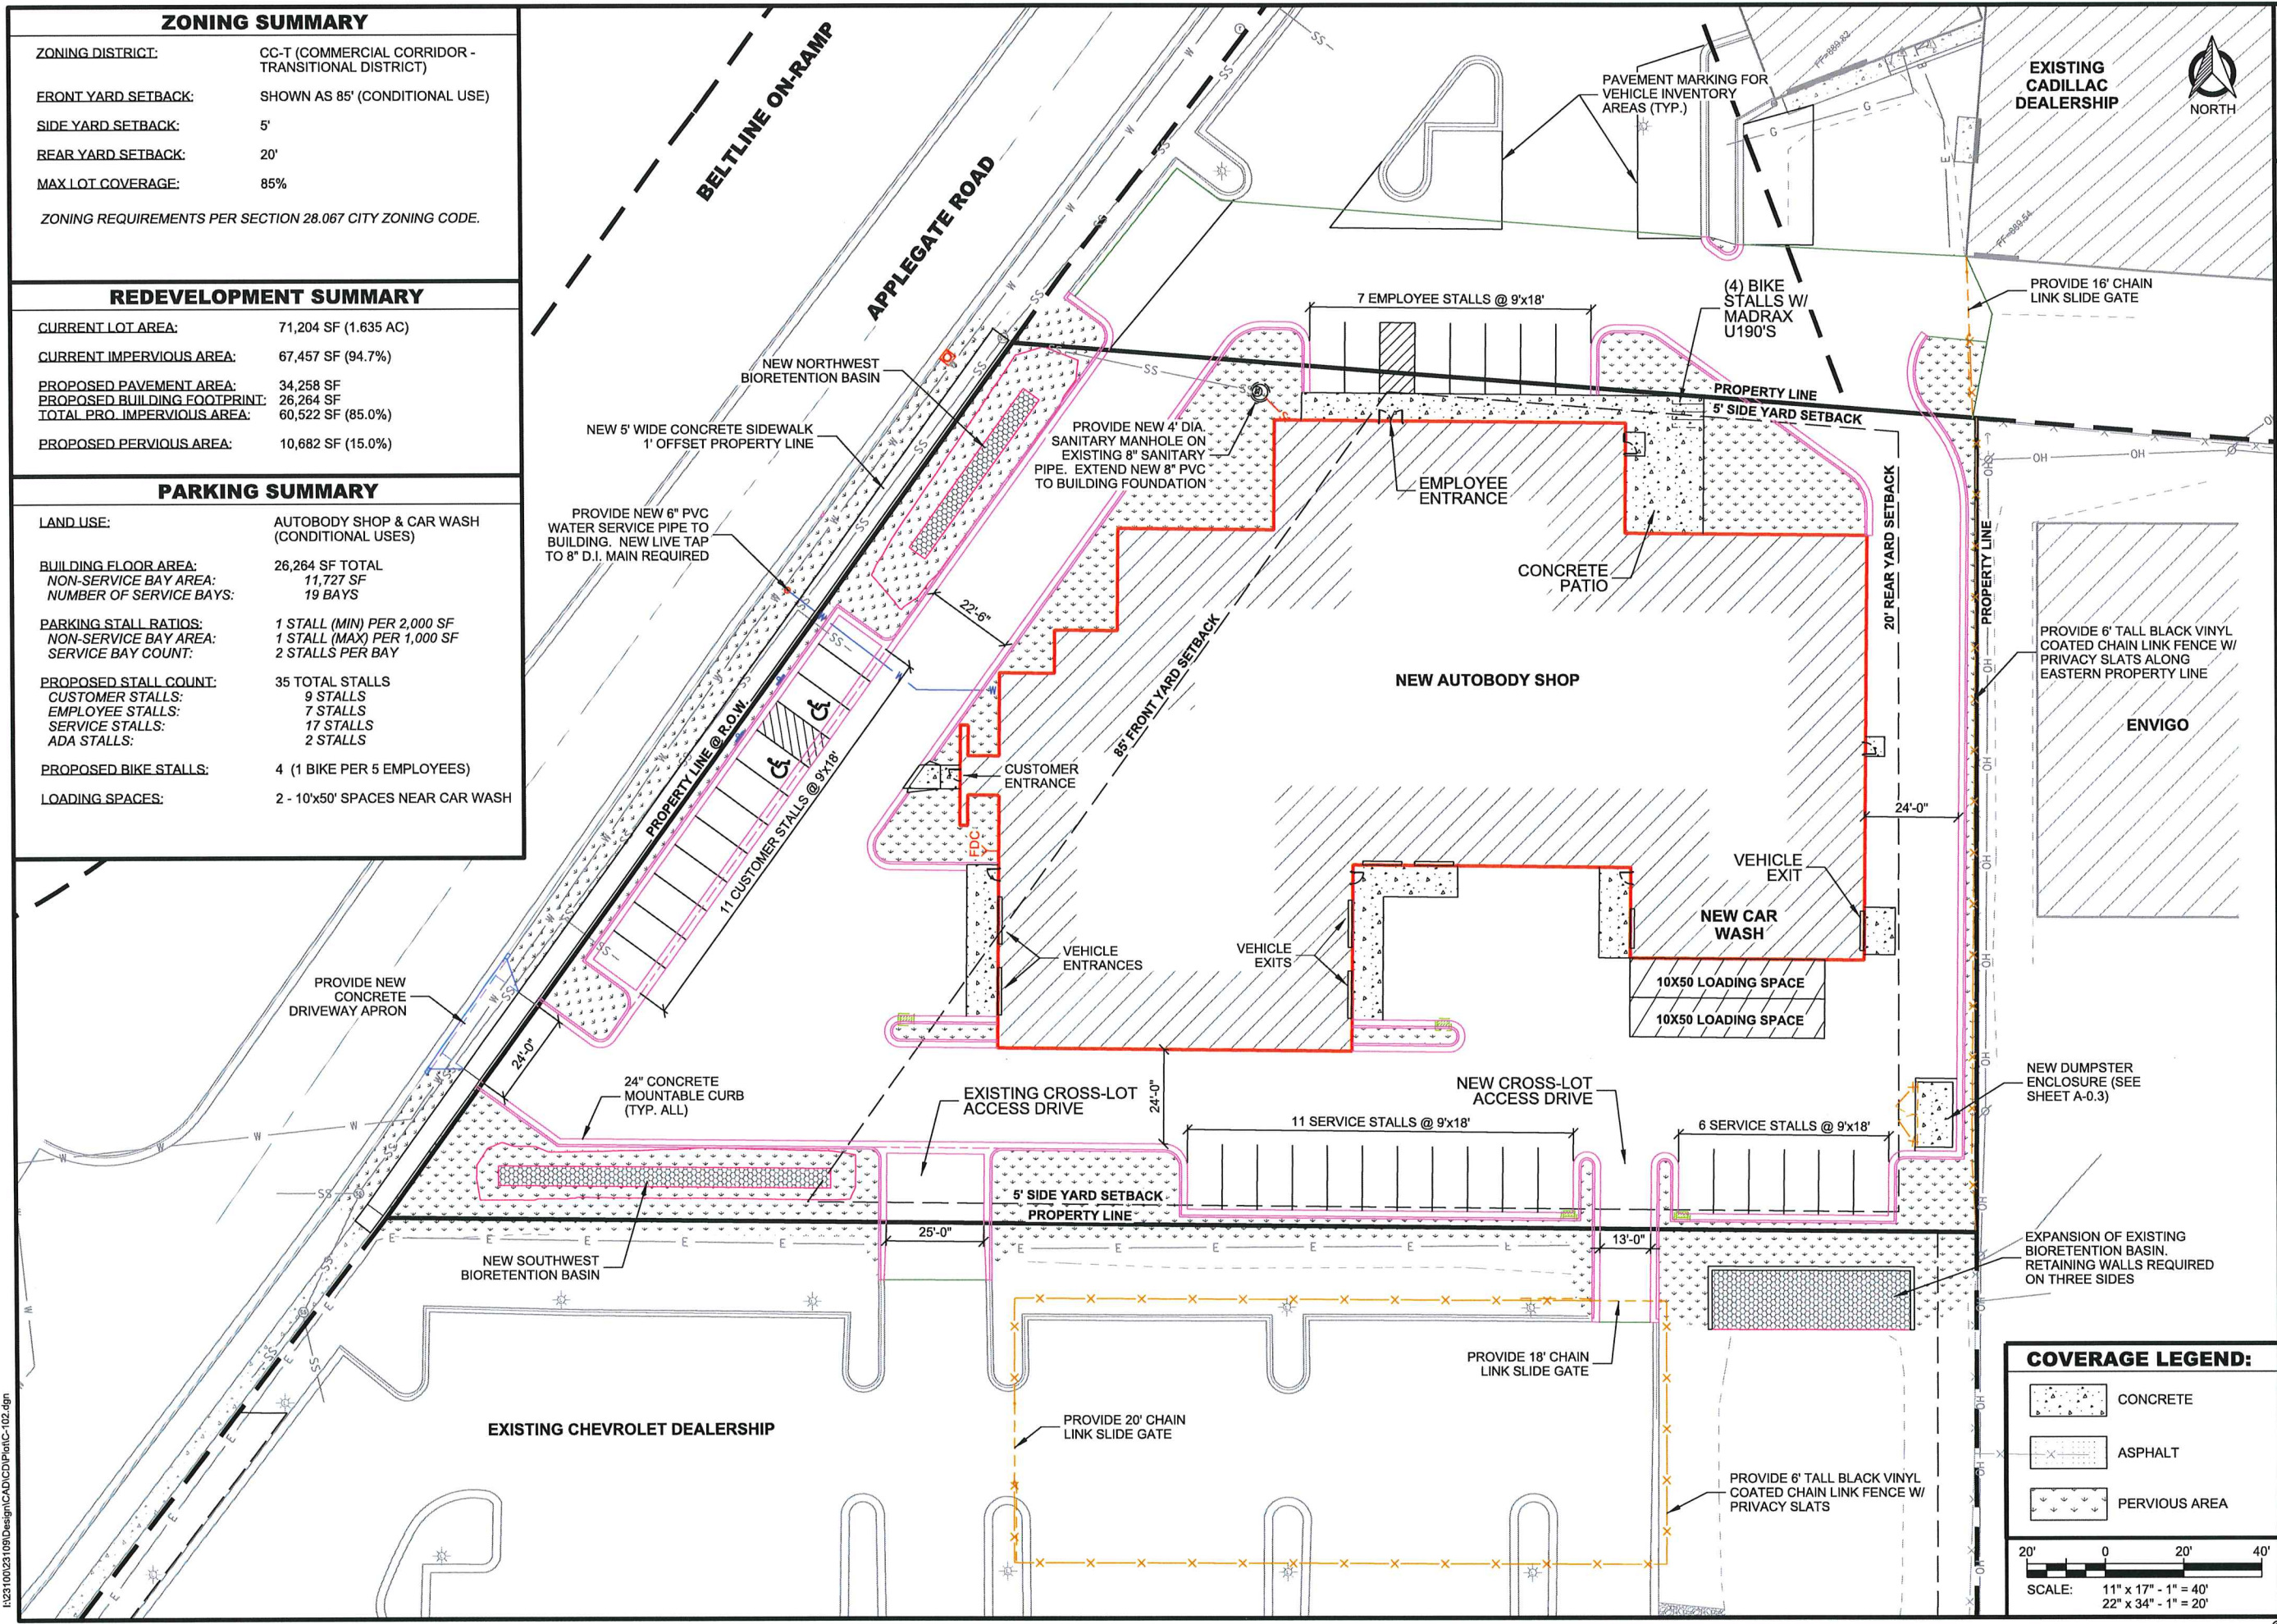 ZONING SUMMARY
ZONING DISTRICT: CC-T (COMMERCIAL CORRIDOR -
TRANSITIONAL DISTRICT)
FRONT YARD SETBACK: SHOWN AS 85' (CONDITIONAL USE)
SIDE YARD SETBACK: 5'
REAR YARD SETBACK: 20'
MAX LOT COVERAGE: 85%
ZONING REQUIREMENTS PER SECTION 28.067 CITY ZONING CODE.
REDEVELOPMENT SUMMARY
CURRENT LOT AREA: 71,204 SF (1.635 AC)
CURRENT IMPERVIOUS AREA: 67,457 SF (94.7%)
PROPOSED PAVEMENT AREA: 34,258 SF
PROPOSED BUILDING FOOTPRINT: 26,264 SF
TOTAL PRO. IMPERVIOUS AREA: 60,522 SF (85.0%)
PROPOSED PERVIOUS AREA: 10,682 SF (15.0%)
PARKING SUMMARY
LAND USE: AUTOBODY SHOP & CAR WASH
(CONDITIONAL USES)
BUILDING FLOOR AREA: 26,264 SF TOTAL
NON-SERVICE BAY AREA: 11,727 SF
NUMBER OF SERVICE BAYS: 19 BAYS
PARKING STALL RATIOS: 1 STALL (MIN) PER 2,000 SF
NON-SERVICE BAY AREA: 1 STALL (MAX) PER 1,000 SF
SERVICE BAY COUNT: 2 STALLS PER BAY
PROPOSED STALL COUNT: 35 TOTAL STALLS
CUSTOMER STALLS: 9 STALLS
EMPLOYEE STALLS: 7 STALLS
SERVICE STALLS: 17 STALLS
ADA STALLS: 2 STALLS
PROPOSED BIKE STALLS: 4 (1 BIKE PER 5 EMPLOYEES)
LOADING SPACES: 2 - 10'x50' SPACES NEAR CAR WASH
BELTLINE ON-RAMP
APPLEGATE ROAD
PAVEMENT MARKING FOR
VEHICLE INVENTORY
AREAS (TYP.)
FF=889.82
EXISTING
CADILLAC
DEALERSHIP
NORTH
FF=889.54
PROVIDE 16' CHAIN
LINK SLIDE GATE
7 EMPLOYEE STALLS @ 9'x18'
(4) BIKE
STALLS W/
MADRAX
U190'S
NEW NORTHWEST
BIORETENTION BASIN
NEW 5' WIDE CONCRETE SIDEWALK
1' OFFSET PROPERTY LINE
PROVIDE NEW 4' DIA.
SANITARY MANHOLE ON
EXISTING 8" SANITARY
PIPE. EXTEND NEW 8" PVC
TO BUILDING FOUNDATION
PROPERTY LINE
5' SIDE YARD SETBACK
EMPLOYEE
ENTRANCE
PROVIDE NEW 6" PVC
WATER SERVICE PIPE TO
BUILDING. NEW LIVE TAP
TO 8" D.I. MAIN REQUIRED
CONCRETE
PATIO
20' REAR YARD SETBACK
PROPERTY LINE
22'-6"
85' FRONT YARD SETBACK
NEW AUTOBODY SHOP
PROVIDE 6' TALL BLACK VINYL
COATED CHAIN LINK FENCE W/
PRIVACY SLATS ALONG
EASTERN PROPERTY LINE
ENVIGO
PROPERTY LINE @ R.O.W.
11 CUSTOMER STALLS @ 9'x18'
CUSTOMER
ENTRANCE
FDC
24'-0"
VEHICLE
EXIT
NEW CAR
WASH
VEHICLE
ENTRANCES
VEHICLE
EXITS
10X50 LOADING SPACE
10X50 LOADING SPACE
PROVIDE NEW
CONCRETE
DRIVEWAY APRON
24'-0"
24" CONCRETE
MOUNTABLE CURB
(TYP. ALL)
EXISTING CROSS-LOT
ACCESS DRIVE
24'-0"
NEW CROSS-LOT
ACCESS DRIVE
NEW DUMPSTER
ENCLOSURE (SEE
SHEET A-0.3)
11 SERVICE STALLS @ 9'x18'
6 SERVICE STALLS @ 9'x18'
5' SIDE YARD SETBACK
PROPERTY LINE
25'-0"
13'-0"
NEW SOUTHWEST
BIORETENTION BASIN
EXPANSION OF EXISTING
BIORETENTION BASIN.
RETAINING WALLS REQUIRED
ON THREE SIDES
PROVIDE 18' CHAIN
LINK SLIDE GATE
EXISTING CHEVROLET DEALERSHIP
PROVIDE 20' CHAIN
LINK SLIDE GATE
PROVIDE 6' TALL BLACK VINYL
COATED CHAIN LINK FENCE W/
PRIVACY SLATS
COVERAGE LEGEND:
CONCRETE
ASPHALT
PERVIOUS AREA
20' 0 20' 40'
SCALE: 11" x 17" - 1" = 40'
22" x 34" - 1" = 20'
I:\23100\23109\Design\CAD\CD\Plot\C-102.dgn